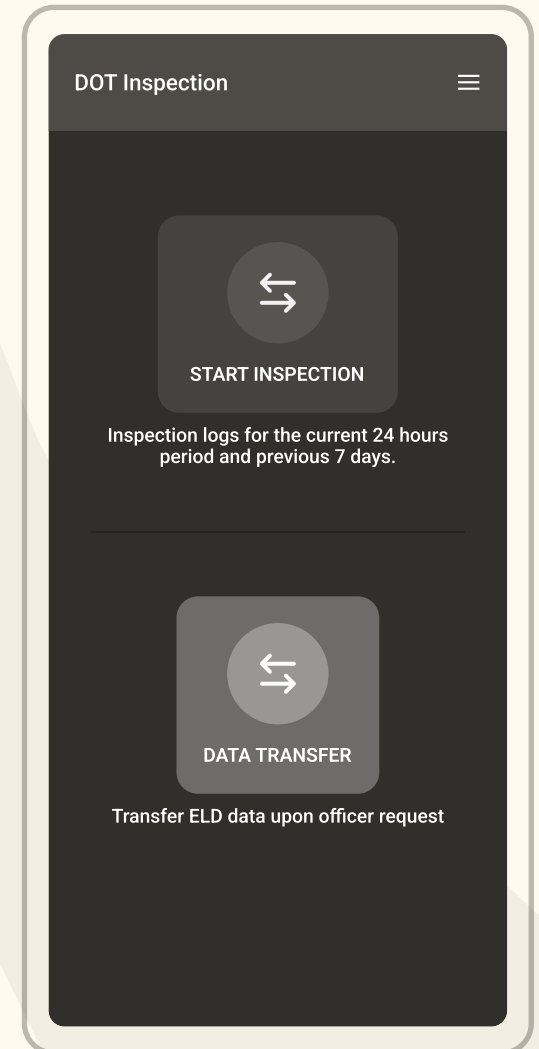 DOT Inspection
START INSPECTION
Inspection logs for the current 24 hours
period and previous 7 days.
DATA TRANSFER
Transfer ELD data upon officer request